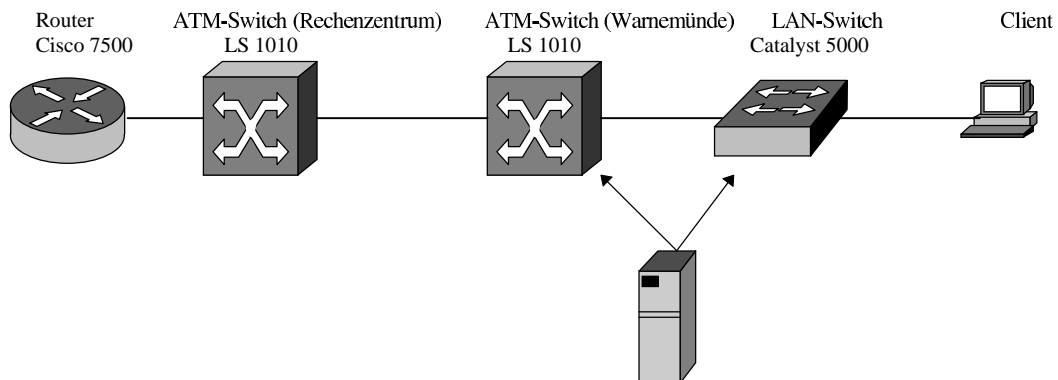 Router
Cisco 7500
ATM-Switch (Rechenzentrum)
LS 1010
ATM-Switch (Warnemünde)
LS 1010
LAN-Switch
Catalyst 5000
Client